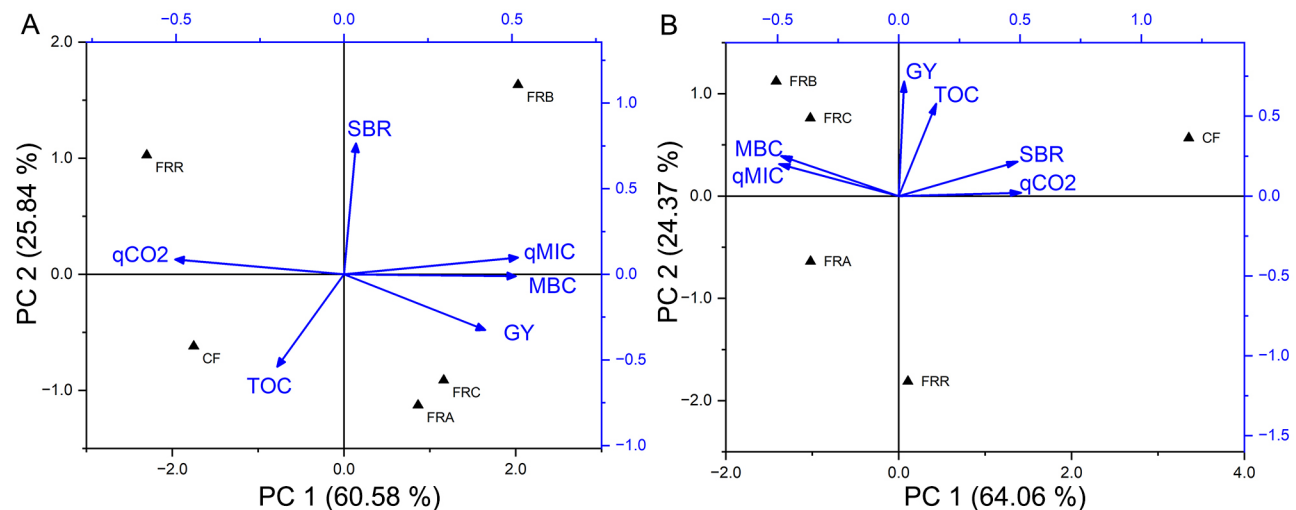 A
−0.5
0.0
0.5
2.0
1.0
0.0
−1.0
PC 2 (25.84 %)
1.0
0.5
0.0
−0.5
−1.0
FRB
SBR
FRR
qCO2
qMIC
MBC
GY
CF
TOC
FRC
FRA
−2.0
0.0
2.0
PC 1 (60.58 %)
B
−0.5
0.0
0.5
1.0
1.0
0.0
−1.0
−2.0
PC 2 (24.37 %)
0.5
0.0
−0.5
−1.0
−1.5
GY
FRB
TOC
FRC
CF
MBC
SBR
qMIC
qCO2
FRA
FRR
−2.0
0.0
2.0
4.0
PC 1 (64.06 %)